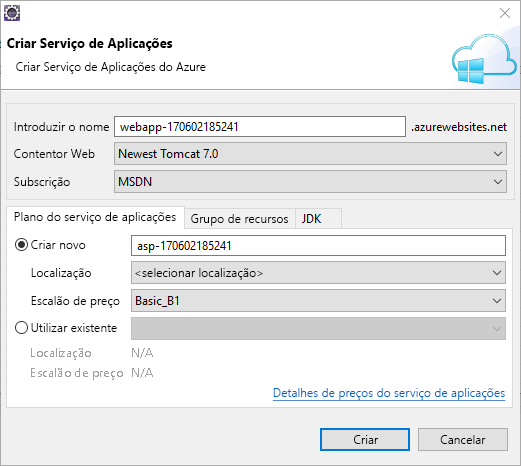 Criar Serviço de Aplicações
Criar Serviço de Aplicações do Azure
Introduzir o nome webapp-170602185241 .azurewebsites.net
Contentor Web Newest Tomcat 7.0
Subscrição MSDN
Plano do serviço de aplicações Grupo de recursos JDK
Criar novo asp-170602185241
Localização <selecionar localização>
Escalão de preço Basic_B1
Utilizar existente
Localização N/A
Escalão de preço N/A
Detalhes de preços do serviço de aplicações
Criar Cancelar